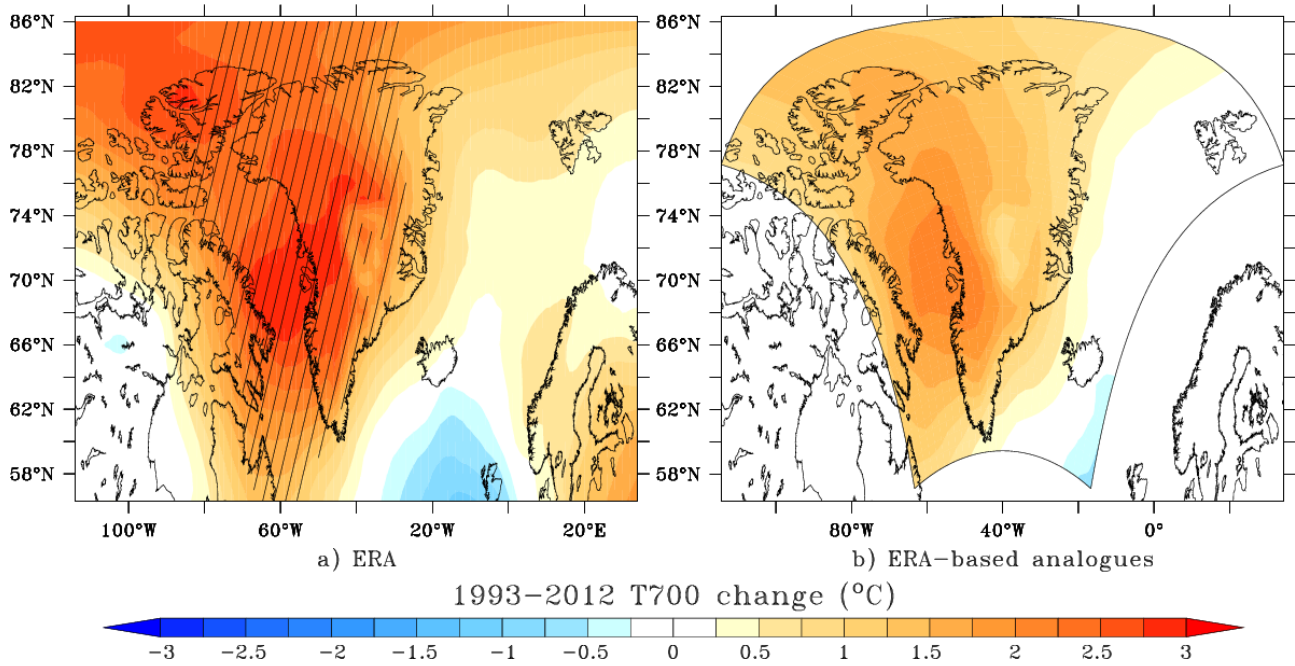 86°N 86°N
82°N 82°N
78°N 78°N
74°N 74°N
70°N 70°N
66°N 66°N
62°N 62°N
58°N 58°N
100°W 60°W 20°W 20°E 80°W 40°W 0°
a) ERA b) ERA-based analogues
1993-2012 T700 change (°C)
-3 -2.5 -2 -1.5 -1 -0.5 0 0.5 1 1.5 2 2.5 3